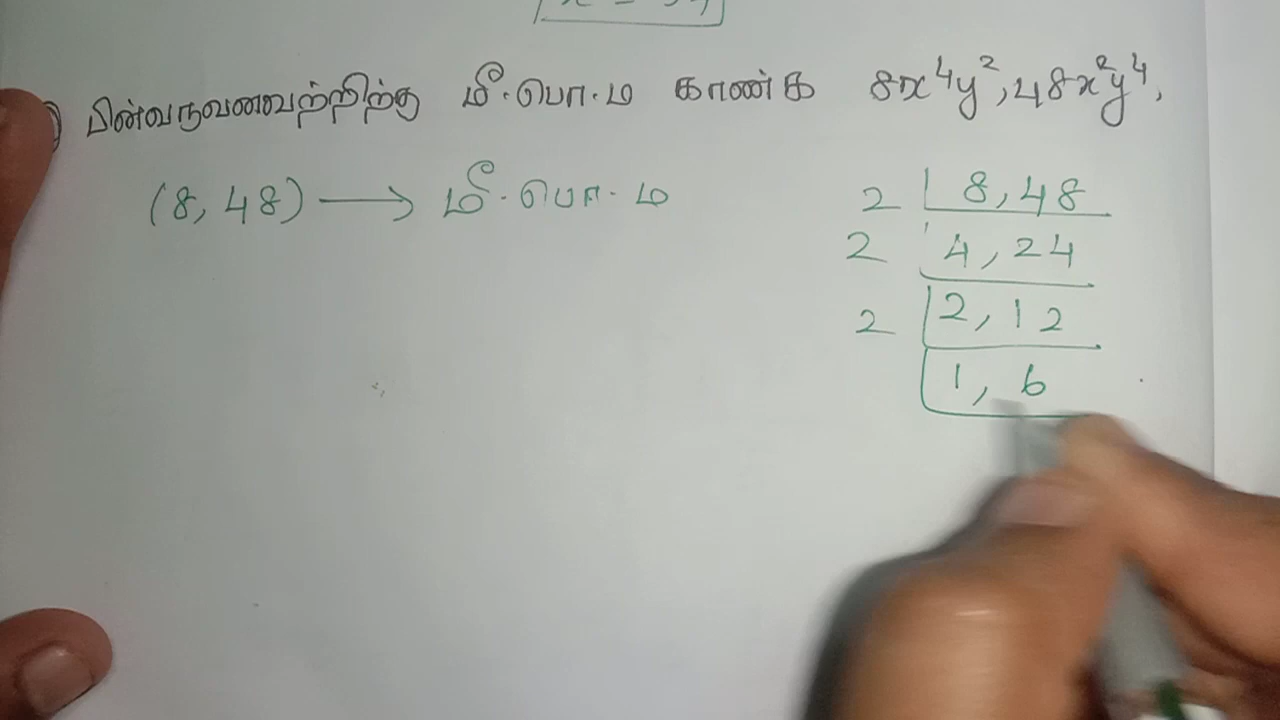 பின்வருவனவற்றிற்கு மீ.பொ.ம காண்க 8x⁴y², 48x²y⁴,
(8, 48) → மீ.பொ.ம
2 | 8, 48
2 | 4, 24
2 | 2, 12
1, 6